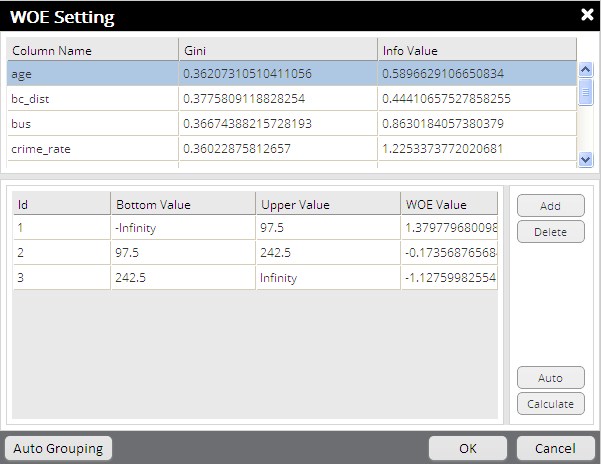 WOE Setting
Column Name Gini Info Value
age 0.36207310510411056 0.5896629106650834
bc_dist 0.3775809118828254 0.44410657527858255
bus 0.36674388215728193 0.8630184057380379
crime_rate 0.36022875812657 1.2253373772020681
Id Bottom Value Upper Value WOE Value
1 -Infinity 97.5 1.379779680098
2 97.5 242.5 -0.17356876568
3 242.5 Infinity -1.12759982554
Add
Delete
Auto
Calculate
Auto Grouping OK Cancel